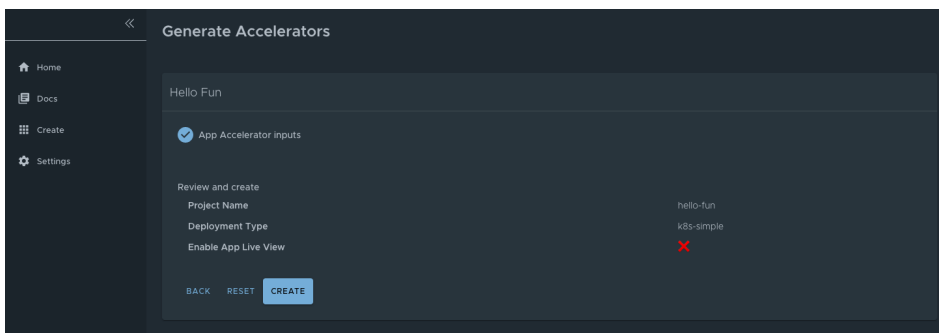 Generate Accelerators
Home
Docs
Create
Settings
Hello Fun
App Accelerator inputs
Review and create
Project Name hello-fun
Deployment Type k8s-simple
Enable App Live View
BACK RESET CREATE